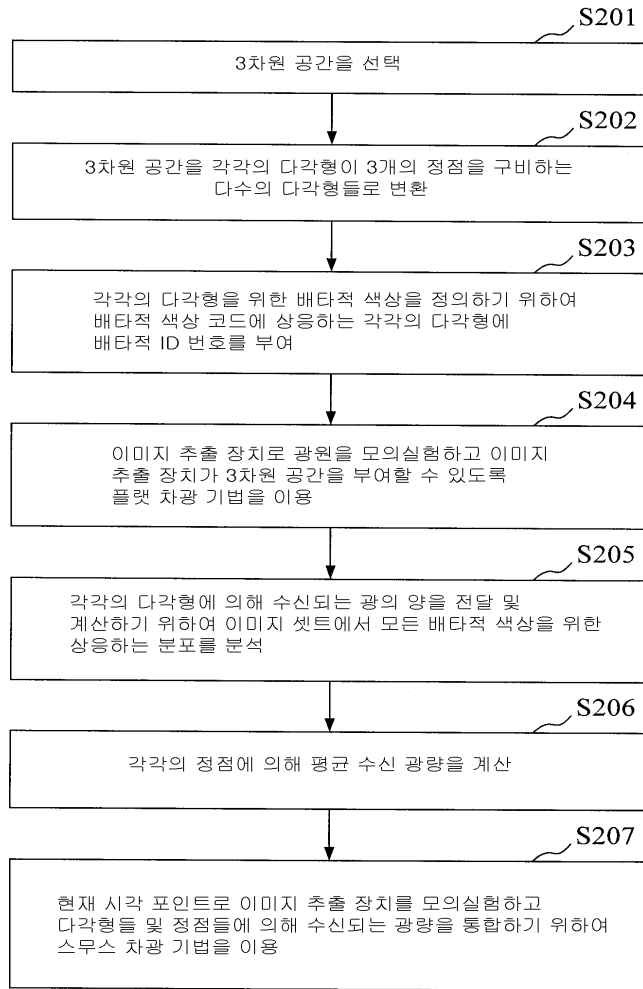 S201
3차원 공간을 선택
S202
3차원 공간을 각각의 다각형이 3개의 정점을 구비하는
다수의 다각형들로 변환
S203
각각의 다각형을 위한 배타적 색상을 정의하기 위하여
배타적 색상 코드에 상응하는 각각의 다각형에
배타적 ID 번호를 부여
S204
이미지 추출 장치로 광원을 모의실험하고 이미지
추출 장치가 3차원 공간을 부여할 수 있도록
플랫 차광 기법을 이용
S205
각각의 다각형에 의해 수신되는 광의 양을 전달 및
계산하기 위하여 이미지 셋트에서 모든 배타적 색상을 위한
상응하는 분포를 분석
S206
각각의 정점에 의해 평균 수신 광량을 계산
S207
현재 시각 포인트로 이미지 추출 장치를 모의실험하고
다각형들 및 정점들에 의해 수신되는 광량을 통합하기 위하여
스무스 차광 기법을 이용